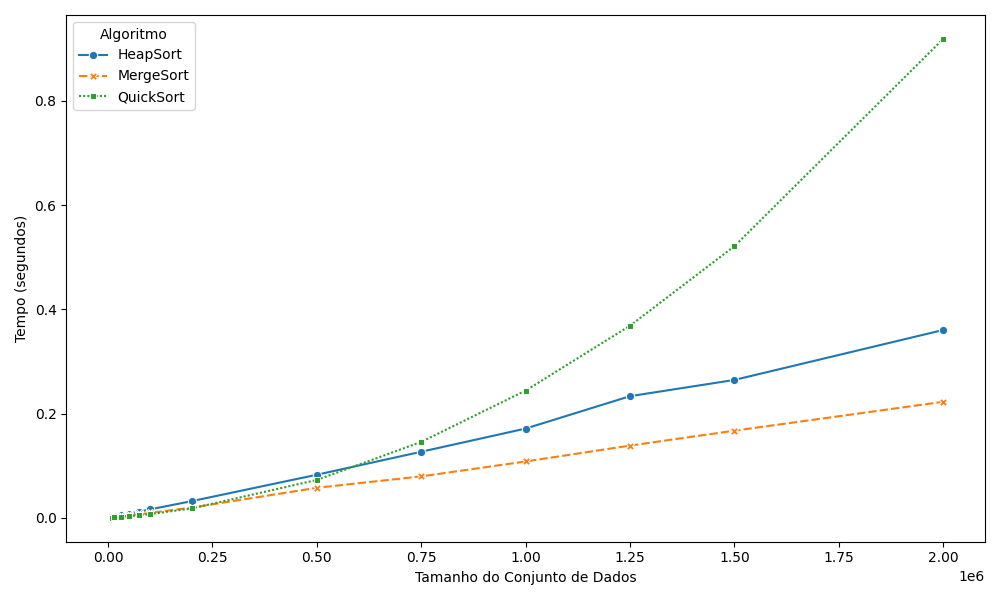 Algoritmo
HeapSort
MergeSort
QuickSort
Tempo (segundos)
0.8
0.6
0.4
0.2
0.0
0.00 0.25 0.50 0.75 1.00 1.25 1.50 1.75 2.00
1e6
Tamanho do Conjunto de Dados